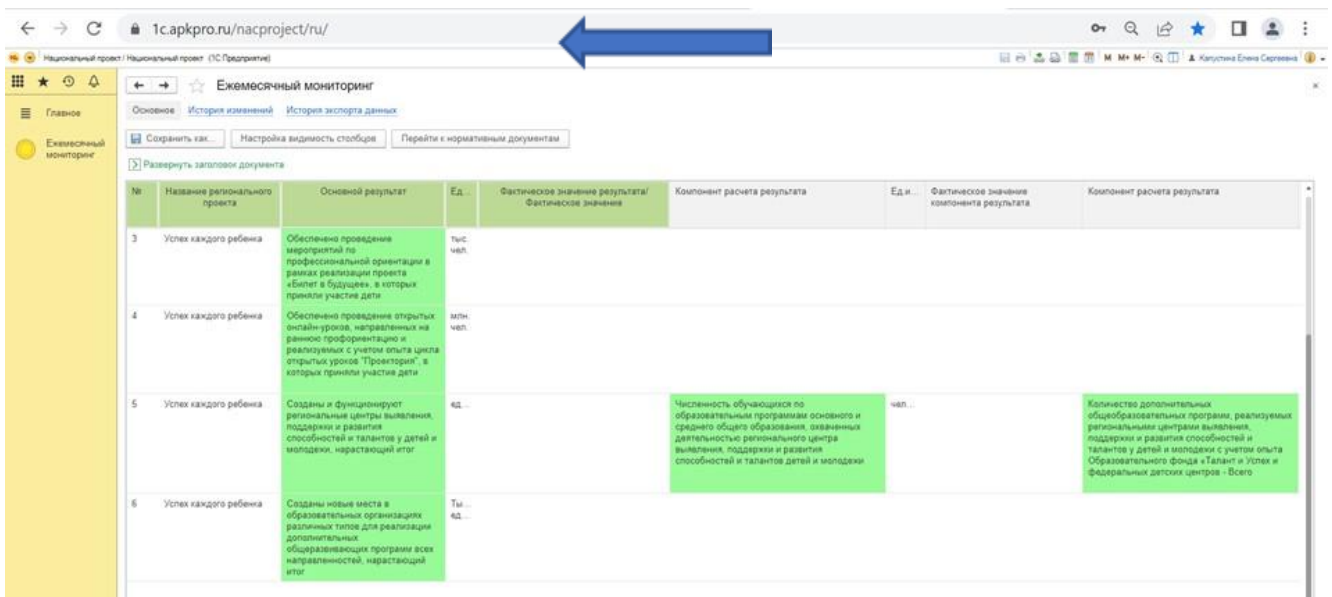 1c.apkpro.ru/nacproject/ru/
Национальный проект / Национальный проект (1С:Предприятие)
M M+ M-
Капустина Елена Сергеевна
Главное
Ежемесячный
мониторинг
Ежемесячный мониторинг
Основное История изменений История экспорта данных
Сохранить как... Настройка видимость столбцов Перейти к нормативным документам
Развернуть заголовок документа
№
Название регионального
проекта
Основной результат
Ед...
Фактическое значение результата/
Фактическое значение
Компонент расчета результата
Ед.и...
Фактическое значение
компонента результата
Компонент расчета результата
3
Успех каждого ребенка
Обеспечено проведение
мероприятий по
профессиональной ориентации в
рамках реализации проекта
«Билет в будущее», в которых
приняли участие дети
тыс.
чел.
4
Успех каждого ребенка
Обеспечено проведение открытых
онлайн-уроков, направленных на
раннюю профориентацию и
реализуемых с учетом опыта цикла
открытых уроков "Проектория", в
которых приняли участие дети
млн.
чел.
5
Успех каждого ребенка
Созданы и функционируют
региональные центры выявления,
поддержки и развития
способностей и талантов у детей и
молодежи, нарастающий итог
ед...
Численность обучающихся по
образовательным программам основного и
среднего общего образования, охваченных
деятельностью регионального центра
выявления, поддержки и развития
способностей и талантов детей и молодежи
чел...
Количество дополнительных
общеобразовательных программ, реализуемых
региональными центрами выявления,
поддержки и развития способностей и
талантов у детей и молодежи с учетом опыта
Образовательного фонда «Талант и Успех и
федеральных детских центров - Всего
6
Успех каждого ребенка
Созданы новые места в
образовательных организациях
различных типов для реализации
дополнительных
общеразвивающих программ всех
направленностей, нарастающий
итог
Ты...
ед...